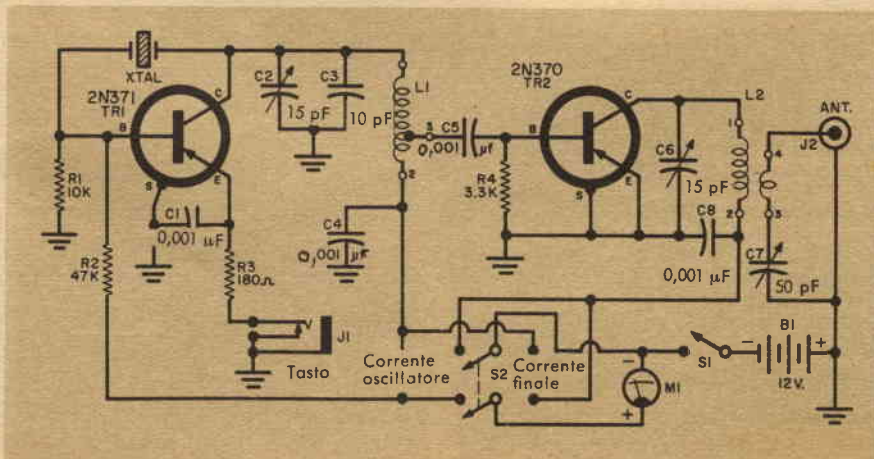 XTAL
2N371
TR1
B
C
E
S
C2
15 pF
C3
10 pF
L1
1
3
2
C5
0,001 µf
2N370
TR2
B
C
E
S
C6
15 pF
L2
1
2
4
3
ANT.
J2
R1
10K
R2
47K
C1
0,001 µF
R3
180Ω
C4
0,001 µF
R4
3.3K
C8
0,001 µF
C7
50 pF
J1
Tasto
Corrente
oscillatore
S2
Corrente
finale
-
M1
+
S1
B1
- +
12V.